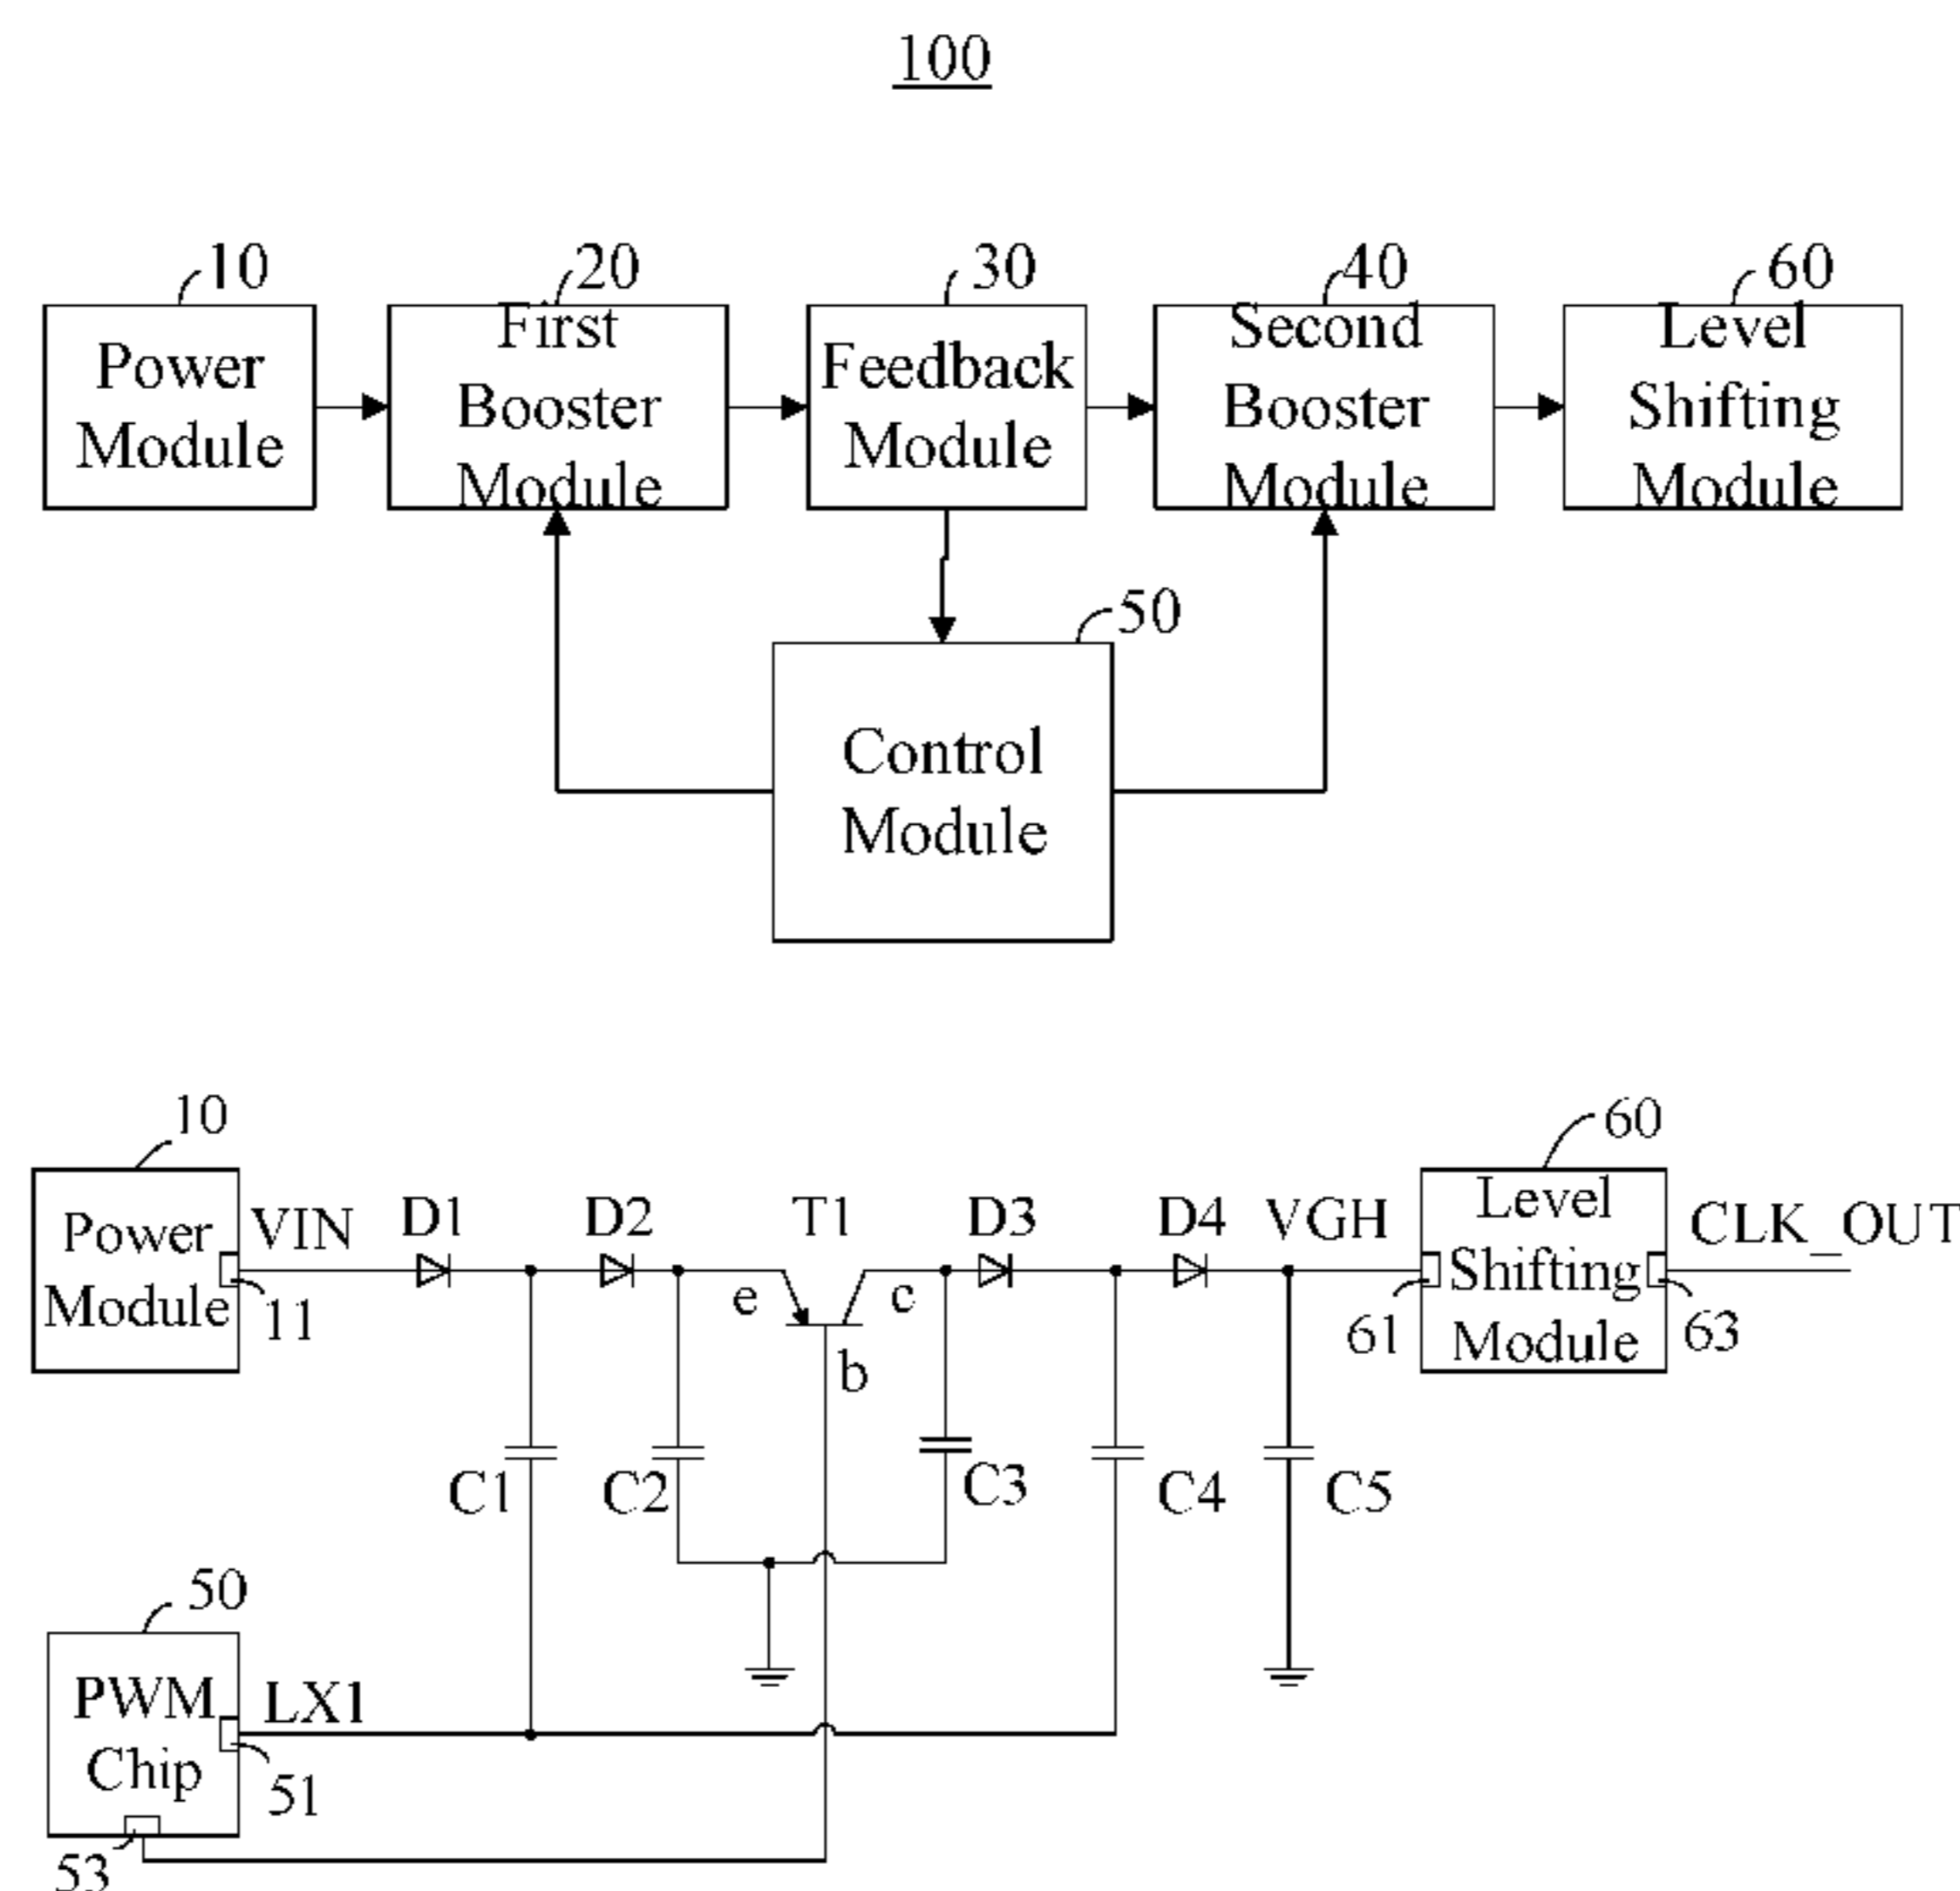 100
10
20
30
40
60
Power
Module
First
Booster
Module
Feedback
Module
Second
Booster
Module
Level
Shifting
Module
50
Control
Module
10
60
Power
Module
VIN
11
D1
D2
T1
D3
D4
VGH
e
c
b
61
Level
Shifting
Module
63
CLK_OUT
C1
C2
C3
C4
C5
50
PWM
Chip
LX1
51
53